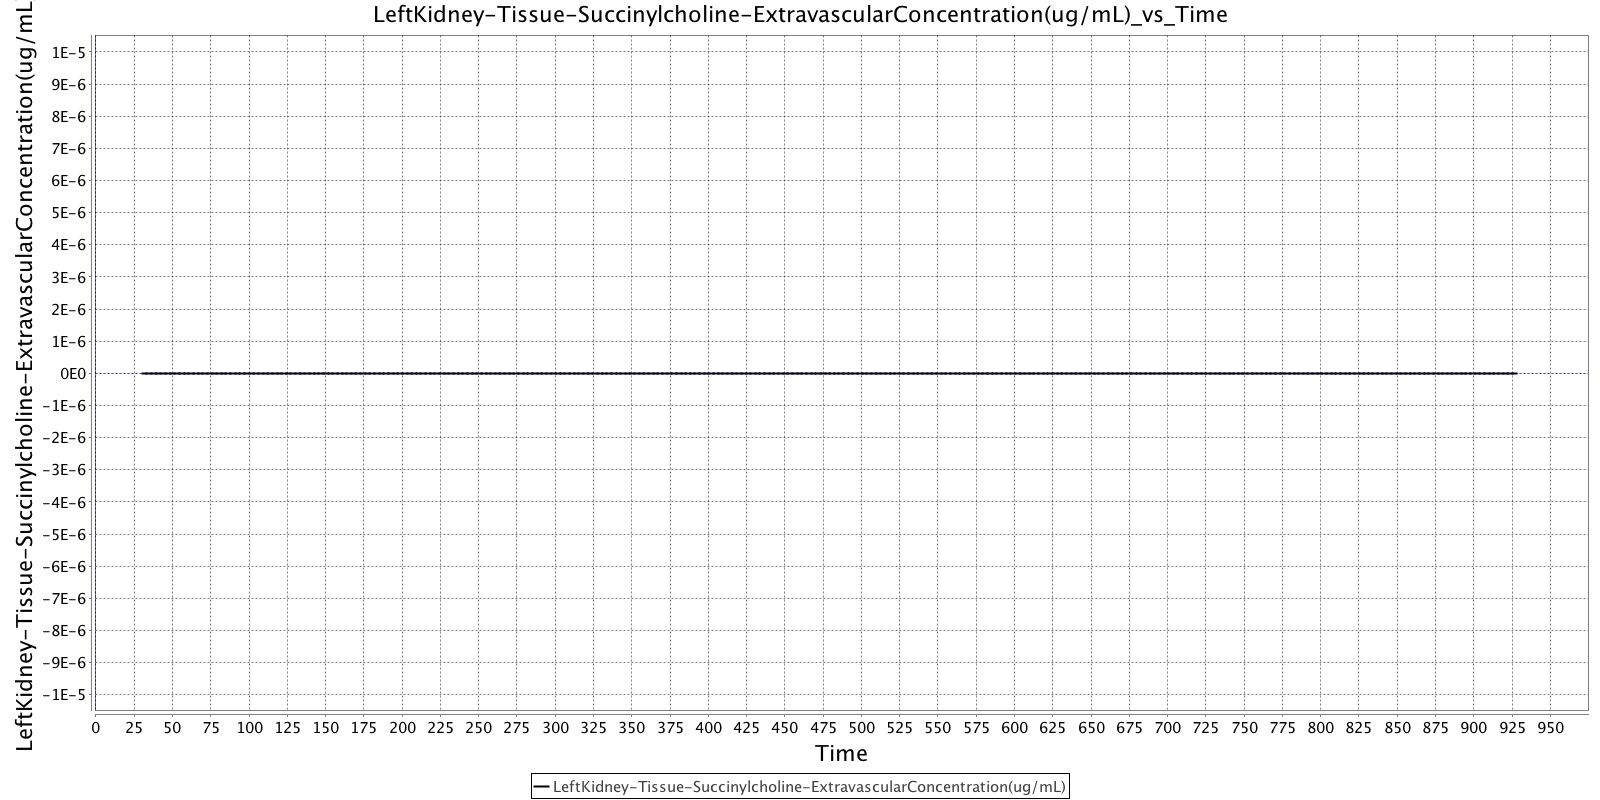 LeftKidney-Tissue-Succinylcholine-ExtravascularConcentration(ug/mL)_vs_Time
LeftKidney-Tissue-Succinylcholine-ExtravascularConcentration(ug/mL
1E-5
9E-6
8E-6
7E-6
6E-6
5E-6
4E-6
3E-6
2E-6
1E-6
0E0
-1E-6
-2E-6
-3E-6
-4E-6
-5E-6
-6E-6
-7E-6
-8E-6
-9E-6
-1E-5
0 25 50 75 100 125 150 175 200 225 250 275 300 325 350 375 400 425 450 475 500 525 550 575 600 625 650 675 700 725 750 775 800 825 850 875 900 925 950
Time
LeftKidney-Tissue-Succinylcholine-ExtravascularConcentration(ug/mL)